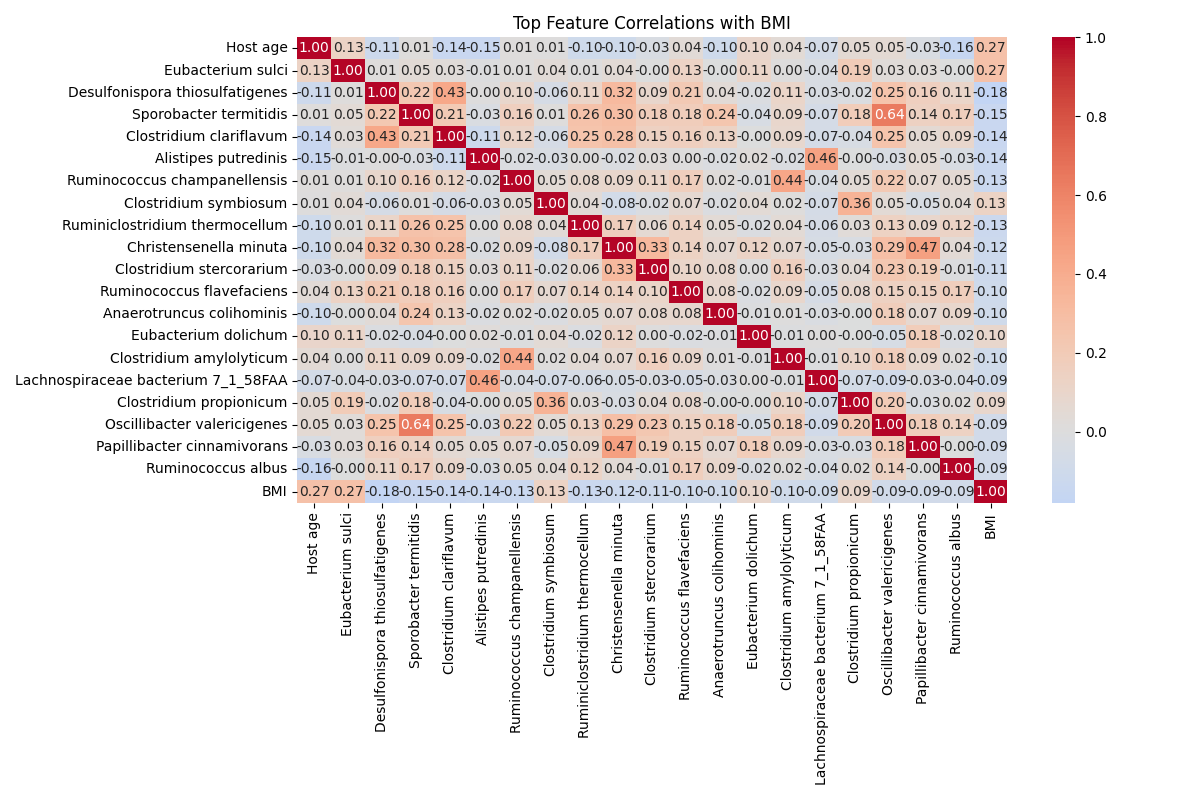 Top Feature Correlations with BMI
Host age 1.00 0.13 -0.11 0.01 -0.14 -0.15 0.01 0.01 -0.10 -0.10 -0.03 0.04 -0.10 0.10 0.04 -0.07 0.05 0.05 -0.03 -0.16 0.27
Eubacterium sulci 0.13 1.00 0.01 0.05 0.03 -0.01 0.01 0.04 0.01 0.04 -0.00 0.13 -0.00 0.11 0.00 -0.04 0.19 0.03 0.03 -0.00 0.27
Desulfonispora thiosulfatigenes -0.11 0.01 1.00 0.22 0.43 -0.00 0.10 -0.06 0.11 0.32 0.09 0.21 0.04 -0.02 0.11 -0.03 -0.02 0.25 0.16 0.11 -0.18
Sporobacter termitidis 0.01 0.05 0.22 1.00 0.21 -0.03 0.16 0.01 0.26 0.30 0.18 0.18 0.24 -0.04 0.09 -0.07 0.18 0.64 0.14 0.17 -0.15
Clostridium clariflavum -0.14 0.03 0.43 0.21 1.00 -0.11 0.12 -0.06 0.25 0.28 0.15 0.16 0.13 -0.00 0.09 -0.07 -0.04 0.25 0.05 0.09 -0.14
Alistipes putredinis -0.15 -0.01 -0.00 -0.03 -0.11 1.00 -0.02 -0.03 0.00 -0.02 0.03 0.00 -0.02 0.02 -0.02 0.46 -0.00 -0.03 0.05 -0.03 -0.14
Ruminococcus champanellensis 0.01 0.01 0.10 0.16 0.12 -0.02 1.00 0.05 0.08 0.09 0.11 0.17 0.02 -0.01 0.44 -0.04 0.05 0.22 0.07 0.05 -0.13
Clostridium symbiosum 0.01 0.04 -0.06 0.01 -0.06 -0.03 0.05 1.00 0.04 -0.08 -0.02 0.07 -0.02 0.04 0.02 -0.07 0.36 0.05 -0.05 0.04 0.13
Ruminiclostridium thermocellum -0.10 0.01 0.11 0.26 0.25 0.00 0.08 0.04 1.00 0.17 0.06 0.14 0.05 -0.02 0.04 -0.06 0.03 0.13 0.09 0.12 -0.13
Christensenella minuta -0.10 0.04 0.32 0.30 0.28 -0.02 0.09 -0.08 0.17 1.00 0.33 0.14 0.07 0.12 0.07 -0.05 -0.03 0.29 0.47 0.04 -0.12
Clostridium stercorarium -0.03 -0.00 0.09 0.18 0.15 0.03 0.11 -0.02 0.06 0.33 1.00 0.10 0.08 0.00 0.16 -0.03 0.04 0.23 0.19 -0.01 -0.11
Ruminococcus flavefaciens 0.04 0.13 0.21 0.18 0.16 0.00 0.17 0.07 0.14 0.14 0.10 1.00 0.08 -0.02 0.09 -0.05 0.08 0.15 0.15 0.17 -0.10
Anaerotruncus colihominis -0.10 -0.00 0.04 0.24 0.13 -0.02 0.02 -0.02 0.05 0.07 0.08 0.08 1.00 -0.01 0.01 -0.03 -0.00 0.18 0.07 0.09 -0.10
Eubacterium dolichum 0.10 0.11 -0.02 -0.04 -0.00 0.02 -0.01 0.04 -0.02 0.12 0.00 -0.02 -0.01 1.00 -0.01 0.00 -0.00 -0.05 0.18 -0.02 0.10
Clostridium amylolyticum 0.04 0.00 0.11 0.09 0.09 -0.02 0.44 0.02 0.04 0.07 0.16 0.09 0.01 -0.01 1.00 -0.01 0.10 0.18 0.09 0.02 -0.10
Lachnospiraceae bacterium 7_1_58FAA -0.07 -0.04 -0.03 -0.07 -0.07 0.46 -0.04 -0.07 -0.06 -0.05 -0.03 -0.05 -0.03 0.00 -0.01 1.00 -0.07 -0.09 -0.03 -0.04 -0.09
Clostridium propionicum 0.05 0.19 -0.02 0.18 -0.04 -0.00 0.05 0.36 0.03 -0.03 0.04 0.08 -0.00 -0.00 0.10 -0.07 1.00 0.20 -0.03 0.02 0.09
Oscillibacter valericigenes 0.05 0.03 0.25 0.64 0.25 -0.03 0.22 0.05 0.13 0.29 0.23 0.15 0.18 -0.05 0.18 -0.09 0.20 1.00 0.18 0.14 -0.09
Papillibacter cinnamivorans -0.03 0.03 0.16 0.14 0.05 0.05 0.07 -0.05 0.09 0.47 0.19 0.15 0.07 0.18 0.09 -0.03 -0.03 0.18 1.00 -0.00 -0.09
Ruminococcus albus -0.16 -0.00 0.11 0.17 0.09 -0.03 0.05 0.04 0.12 0.04 -0.01 0.17 0.09 -0.02 0.02 -0.04 0.02 0.14 -0.00 1.00 -0.09
BMI 0.27 0.27 -0.18 -0.15 -0.14 -0.14 -0.13 0.13 -0.13 -0.12 -0.11 -0.10 -0.10 0.10 -0.10 -0.09 0.09 -0.09 -0.09 -0.09 1.00
Host age
Eubacterium sulci
Desulfonispora thiosulfatigenes
Sporobacter termitidis
Clostridium clariflavum
Alistipes putredinis
Ruminococcus champanellensis
Clostridium symbiosum
Ruminiclostridium thermocellum
Christensenella minuta
Clostridium stercorarium
Ruminococcus flavefaciens
Anaerotruncus colihominis
Eubacterium dolichum
Clostridium amylolyticum
Lachnospiraceae bacterium 7_1_58FAA
Clostridium propionicum
Oscillibacter valericigenes
Papillibacter cinnamivorans
Ruminococcus albus
BMI
1.0
0.8
0.6
0.4
0.2
0.0